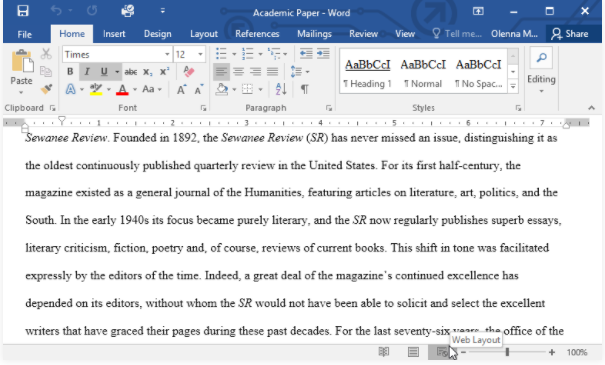 Academic Paper - Word
File Home Insert Design Layout References Mailings Review View Tell me... Olenna M... Share
Times 12
Paste
B I U abc X₂ X²
A ab A Aa A A
AaBbCcI AaBbCcI AaBbCcI
¶ Heading 1 ¶ Normal ¶ No Spac...
Editing
Clipboard Font Paragraph Styles
1 2 3 4 5 6 7
Sewanee Review. Founded in 1892, the Sewanee Review (SR) has never missed an issue, distinguishing it as
the oldest continuously published quarterly review in the United States. For its first half-century, the
magazine existed as a general journal of the Humanities, featuring articles on literature, art, politics, and the
South. In the early 1940s its focus became purely literary, and the SR now regularly publishes superb essays,
literary criticism, fiction, poetry and, of course, reviews of current books. This shift in tone was facilitated
expressly by the editors of the time. Indeed, a great deal of the magazine's continued excellence has
depended on its editors, without whom the SR would not have been able to solicit and select the excellent
writers that have graced their pages during these past decades. For the last seventy-six years, the office of the
Web Layout
100%